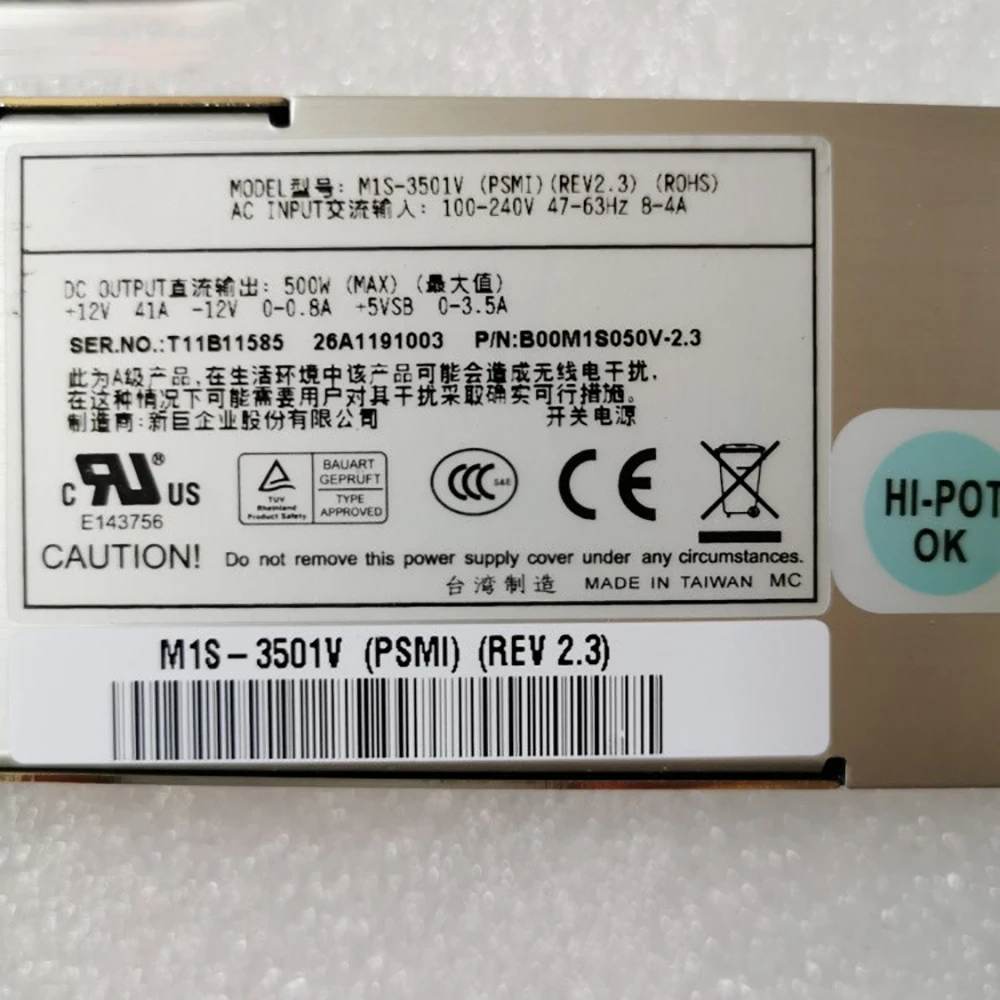 MODEL型号: M1S-3501V (PSMI)(REV2.3) (ROHS)
AC INPUT交流输入: 100-240V 47-63Hz 8-4A
DC OUTPUT直流输出: 500W (MAX) (最大值)
+12V 41A -12V 0-0.8A +5VSB 0-3.5A
SER.NO.:T11B11585 26A1191003 P/N:B00M1S050V-2.3
此为A级产品,在生活环境中该产品可能会造成无线电干扰,
在这种情况下可能需要用户对其干扰采取确实可行措施。
制造商:新巨企业股份有限公司 开关电源
c RU ® US
E143756
TUV
Rheinland
Product Safety
BAUART
GEPRUFT
TYPE
APPROVED
CCC S&E
CE
CAUTION! Do not remove this power supply cover under any circumstances.
台湾制造 MADE IN TAIWAN MC
HI-POT
OK
M1S-3501V (PSMI) (REV 2.3)